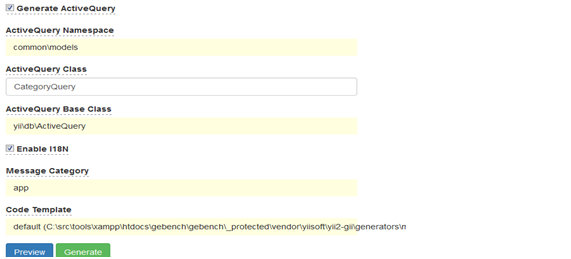 Generate ActiveQuery
ActiveQuery Namespace
common\models
ActiveQuery Class
CategoryQuery
ActiveQuery Base Class
yii\db\ActiveQuery
Enable I18N
Message Category
app
Code Template
default (C:\src\tools\xampp\htdocs\gebench\gebench\_protected\vendor\yiisoft\yii2-gii\generators\m
Preview Generate